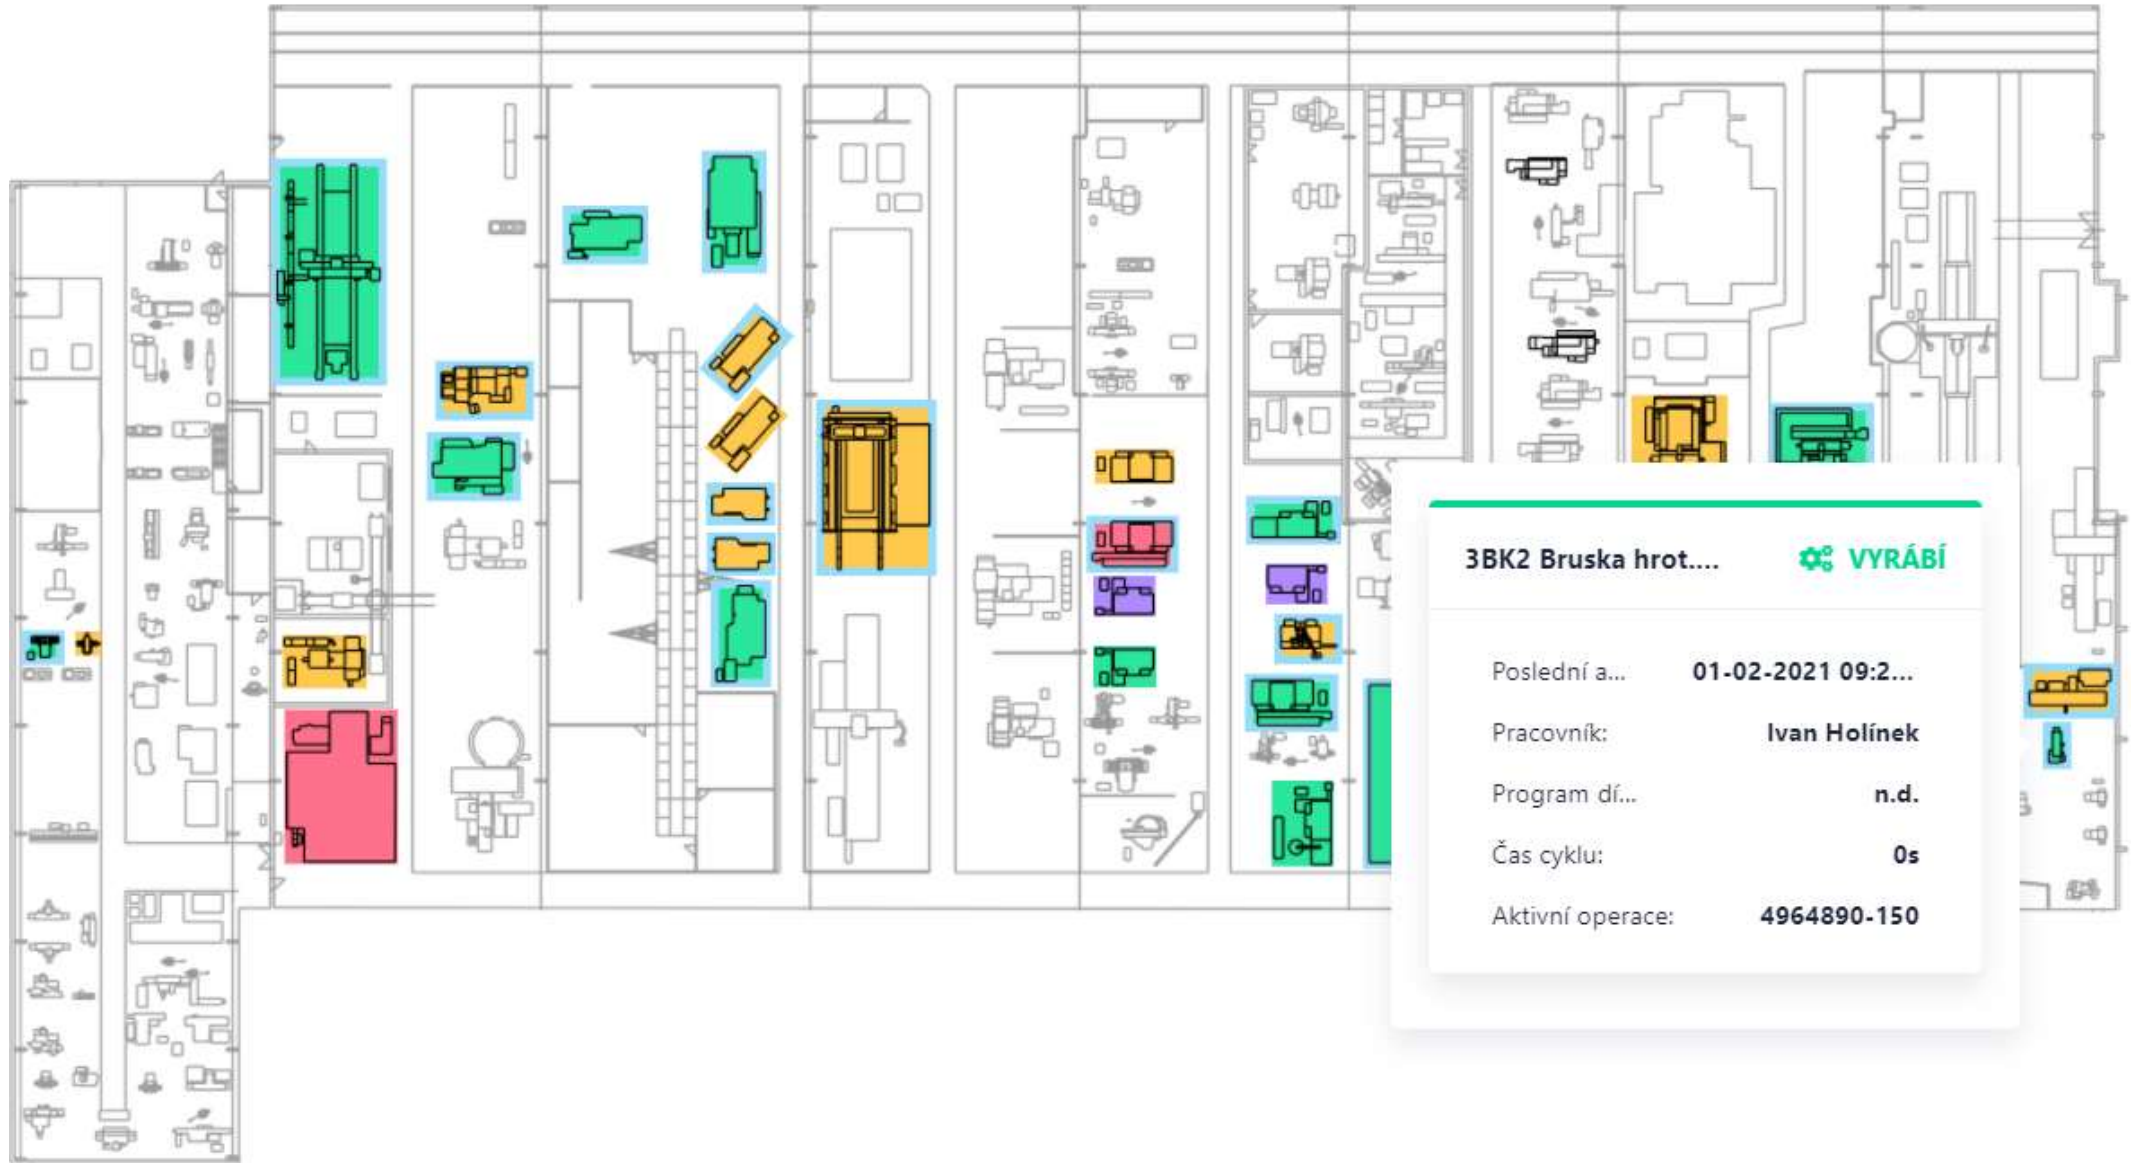 3BK2 Bruska hrot.... VYRÁBÍ
Poslední a... 01-02-2021 09:2...
Pracovník: Ivan Holínek
Program dí... n.d.
Čas cyklu: 0s
Aktivní operace: 4964890-150